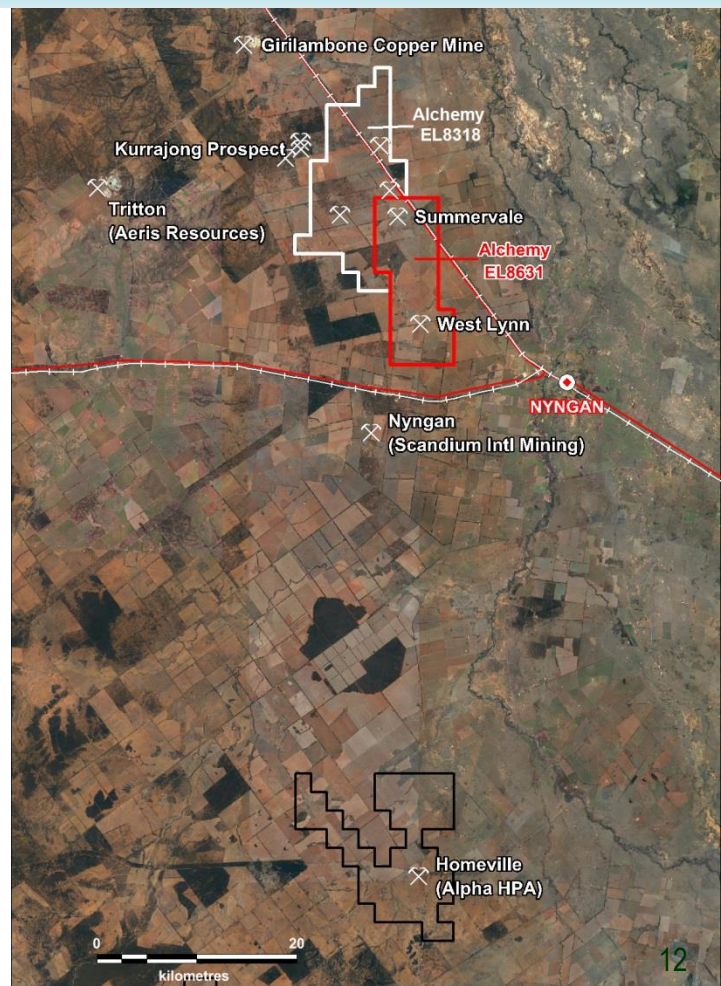 Girilambone Copper Mine
Alchemy
EL8318
Kurrajong Prospect
Tritton
(Aeris Resources)
Summervale
Alchemy
EL8631
West Lynn
NYNGAN
Nyngan
(Scandium Intl Mining)
Homeville
(Alpha HPA)
0 20
kilometres
12